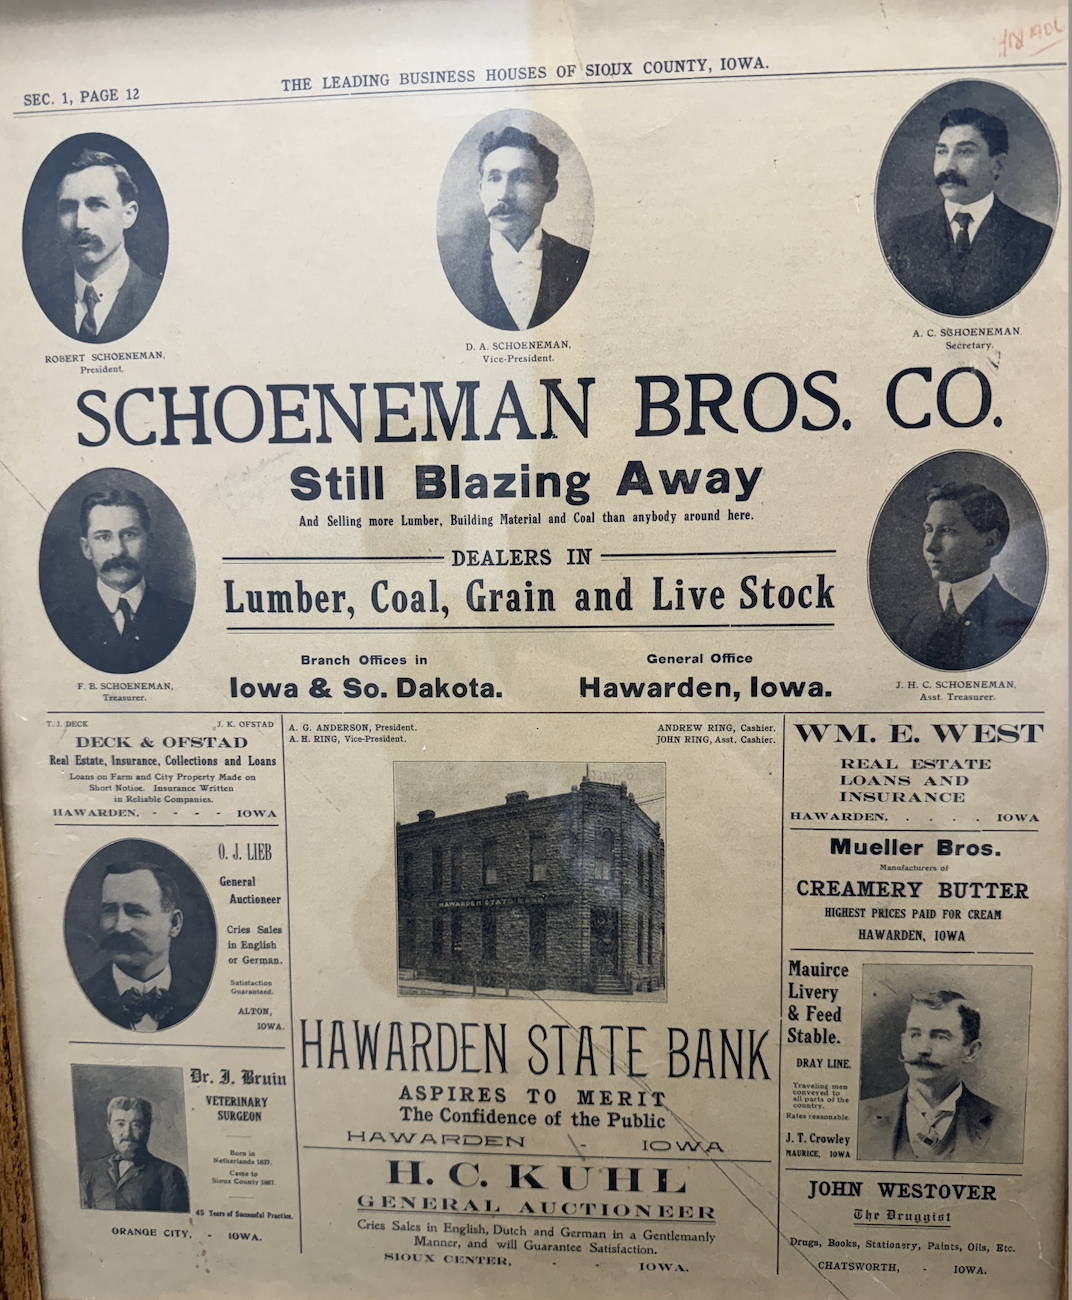 SEC. 1, PAGE 12
THE LEADING BUSINESS HOUSES OF SIOUX COUNTY, IOWA.
ROBERT SCHOENEMAN,
President.
D. A. SCHOENEMAN,
Vice-President.
A. C. SCHOENEMAN
Secretary.
SCHOENEMAN BROS. CO.
Still Blazing Away
And Selling more Lumber, Building Material and Coal than anybody around here.
DEALERS IN
Lumber, Coal, Grain and Live Stock
F. B. SCHOENEMAN,
Treasurer.
J. H. C. SCHOENEMAN,
Asst. Treasurer.
Branch Offices in
Iowa & So. Dakota.
General Office
Hawarden, Iowa.
T. J. DECK
J. K. OFSTAD
DECK & OFSTAD
Real Estate, Insurance, Collections and Loans
Loans on Farm and City Property Made on
Short Notice. Insurance Written
in Reliable Companies.
HAWARDEN, - - - - IOWA
O. J. LIEB
General
Auctioneer
Cries Sales
in English
or German.
Satisfaction
Guaranteed.
ALTON,
IOWA.
Dr. J. Bruin
VETERINARY
SURGEON
Born in
Netherlands 1837.
Came to
Sioux County 1887.
45 Years of Successful Practice.
ORANGE CITY, - IOWA.
A. G. ANDERSON, President.
A. H. RING, Vice-President.
ANDREW RING, Cashier.
JOHN RING, Asst. Cashier.
HAWARDEN STATE BANK
HAWARDEN STATE BANK
ASPIRES TO MERIT
The Confidence of the Public
HAWARDEN - IOWA
H. C. KUHL
GENERAL AUCTIONEER
Cries Sales in English, Dutch and German in a Gentlemanly
Manner, and will Guarantee Satisfaction.
SIOUX CENTER, - - IOWA.
WM. E. WEST
REAL ESTATE
LOANS AND
INSURANCE
HAWARDEN. . . . . IOWA
Mueller Bros.
Manufacturers of
CREAMERY BUTTER
HIGHEST PRICES PAID FOR CREAM
HAWARDEN, IOWA
Mauirce
Livery
& Feed
Stable.
DRAY LINE.
Traveling men
conveyed to
all parts of the
country.
Rates reasonable.
J. T. Crowley
MAURICE, IOWA
JOHN WESTOVER
The Druggist
Drugs, Books, Stationery, Paints, Oils, Etc.
CHATSWORTH, - IOWA.